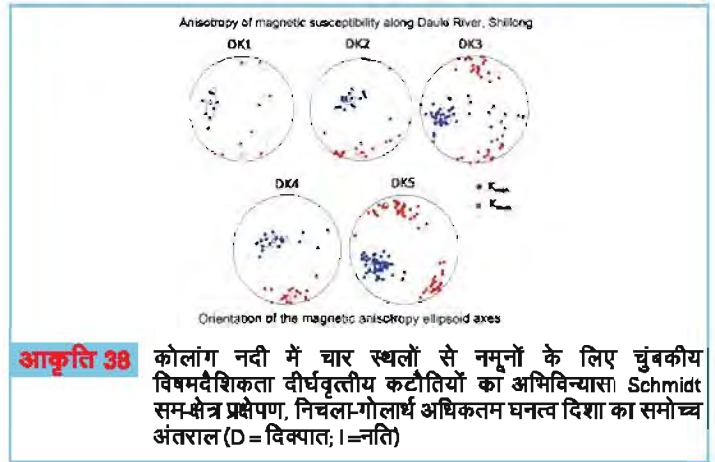 Anisotropy of magnetic susceptibility along Dauki River, Shillong
DK1 DK2 DK3
DK4 DK5
Orientation of the magnetic anisotropy ellipsoid axes
आकृति 38 कोलांग नदी में चार स्थलों से नमूनों के लिए चुंबकीय
विषमदैशिकता दीर्घवृत्तीय कटौतियों का अभिविन्यास। Schmidt
सम-क्षेत्र प्रक्षेपण, निचला-गोलार्ध अधिकतम घनत्व दिशा का समोच्च
अंतराल (D = दिक्पात; I =नति)